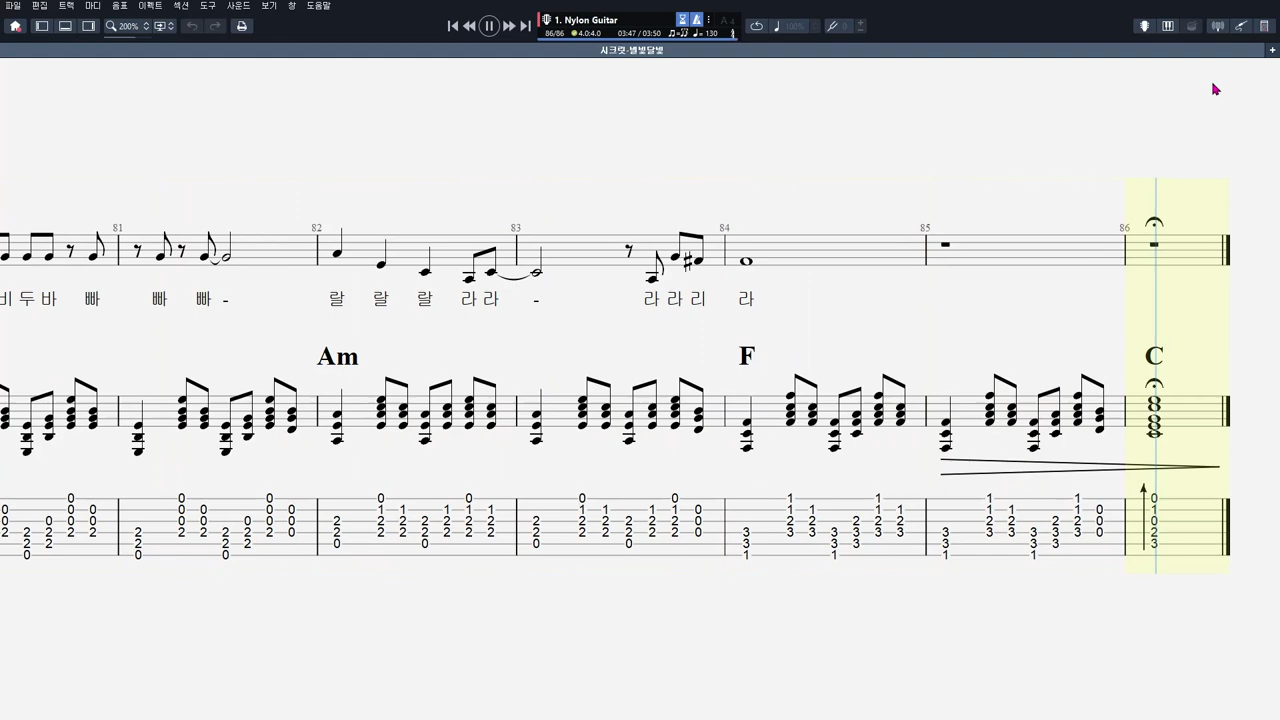 파일 편집 트랙 마디 음표 이펙트 섹션 도구 사운드 보기 창 도움말
200%
1. Nylon Guitar
100%
86/86 4.0:4.0 03:47 / 03:50 = 130
시크릿-별빛달빛
81 82 83 84 85 86
비 두 바 빠 빠 빠 - 랄 랄 랄 라 라 - 라 라 리 라
Am F C